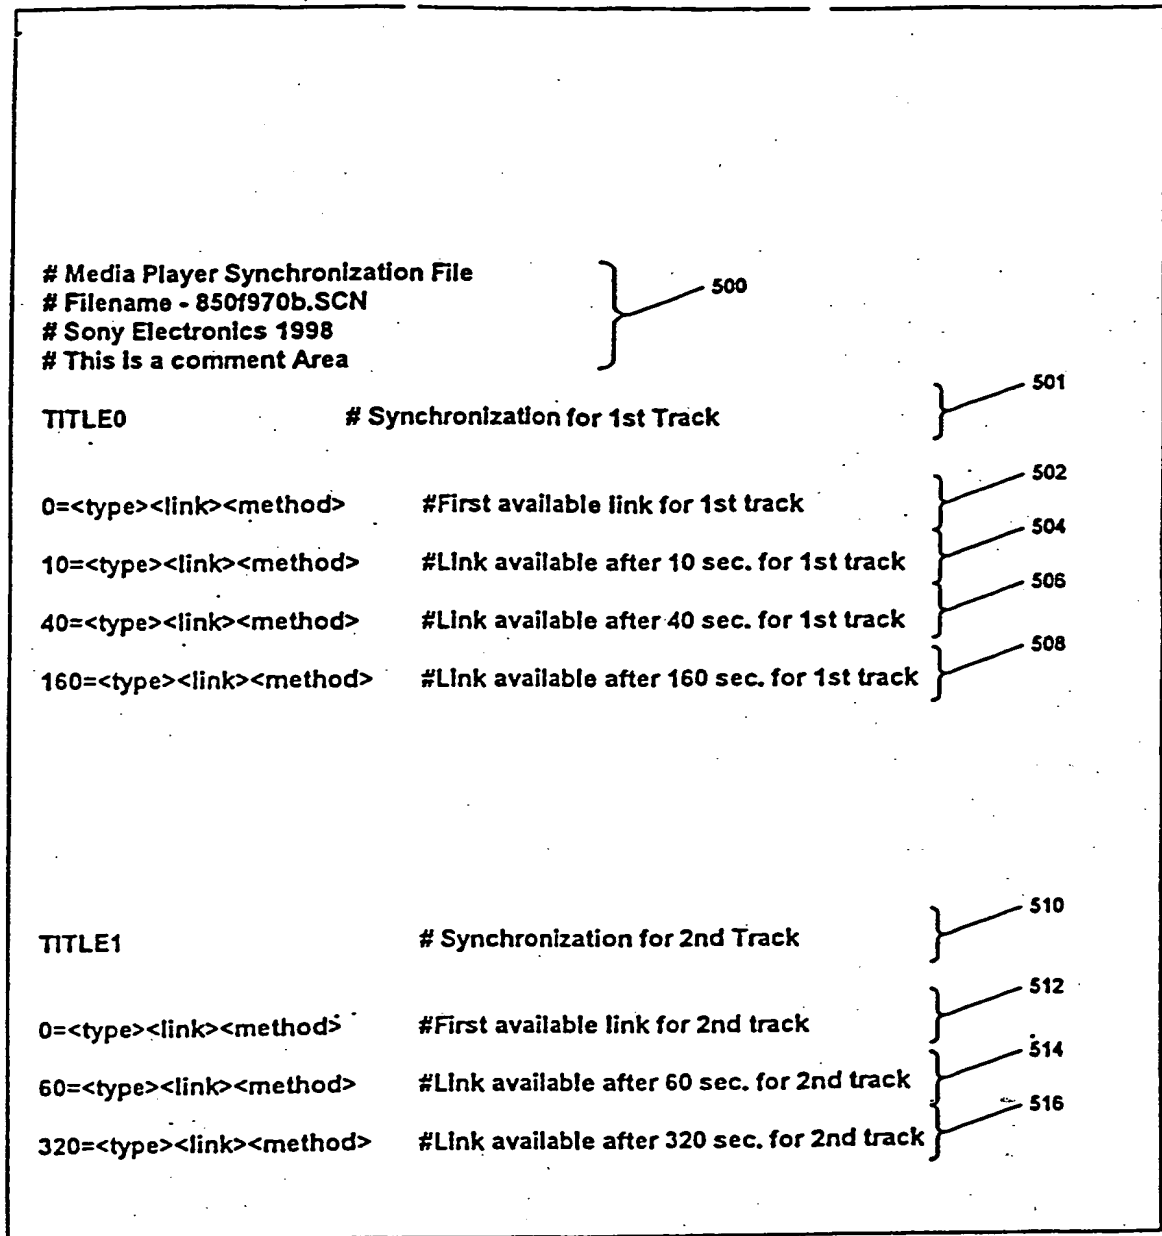 # Media Player Synchronization File
# Filename - 850f970b.SCN
# Sony Electronics 1998
# This is a comment Area
500
TITLE0 # Synchronization for 1st Track
501
0=<type><link><method> #First available link for 1st track
502
10=<type><link><method> #Link available after 10 sec. for 1st track
504
40=<type><link><method> #Link available after 40 sec. for 1st track
506
160=<type><link><method> #Link available after 160 sec. for 1st track
508
TITLE1 # Synchronization for 2nd Track
510
0=<type><link><method> #First available link for 2nd track
512
60=<type><link><method> #Link available after 60 sec. for 2nd track
514
320=<type><link><method> #Link available after 320 sec. for 2nd track
516